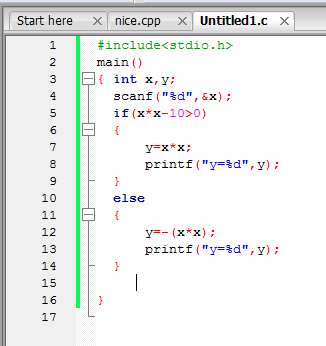 Start here
nice.cpp
Untitled1.c
1 #include<stdio.h>
2 main()
3 { int x,y;
4 scanf("%d",&x);
5 if(x*x-10>0)
6 {
7 y=x*x;
8 printf("y=%d",y);
9 }
10 else
11 {
12 y=-(x*x);
13 printf("y=%d",y);
14 }
15
16 }
17